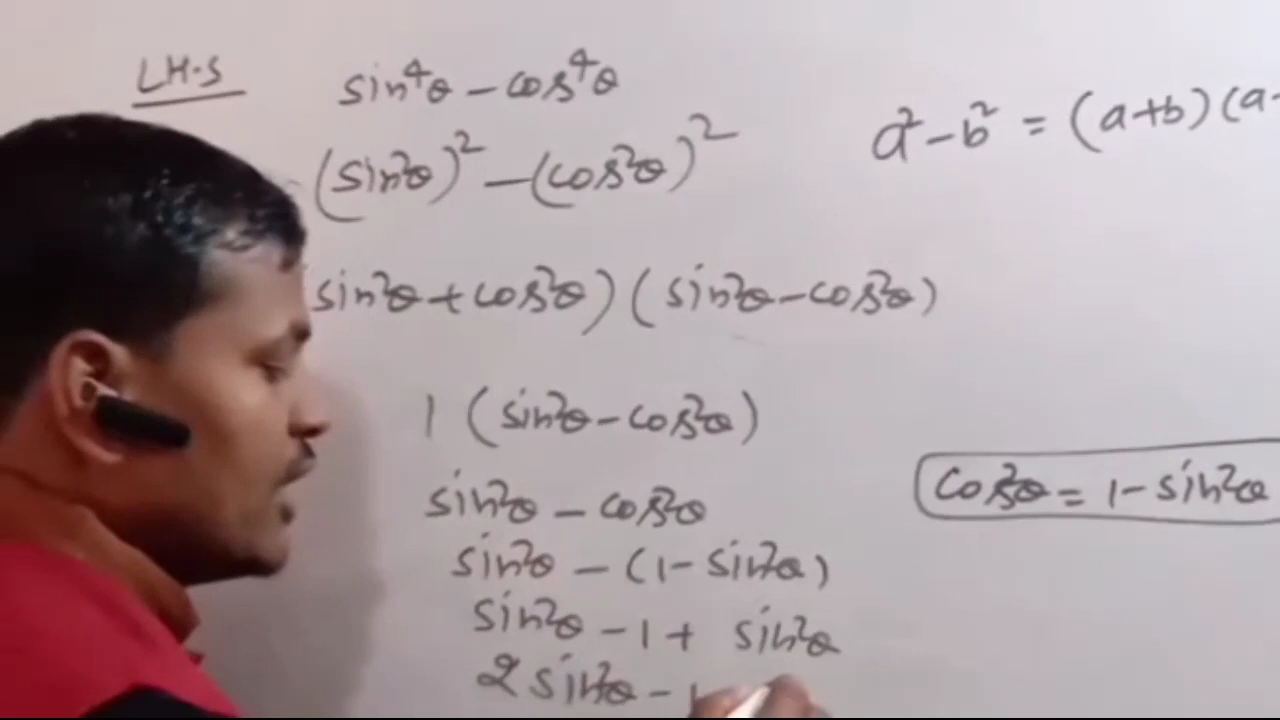 LH.S sin⁴θ - cos⁴θ
a² - b² = (a+b)(a-
(sin²θ)² - (cos²θ)²
sin²θ + cos²θ) (sin²θ - cos²θ)
1 (sin²θ - cos²θ)
sin²θ - cos²θ
cos²θ = 1 - sin²θ
sin²θ - (1 - sin²θ)
sin²θ - 1 + sin²θ
2 sin²θ - 1